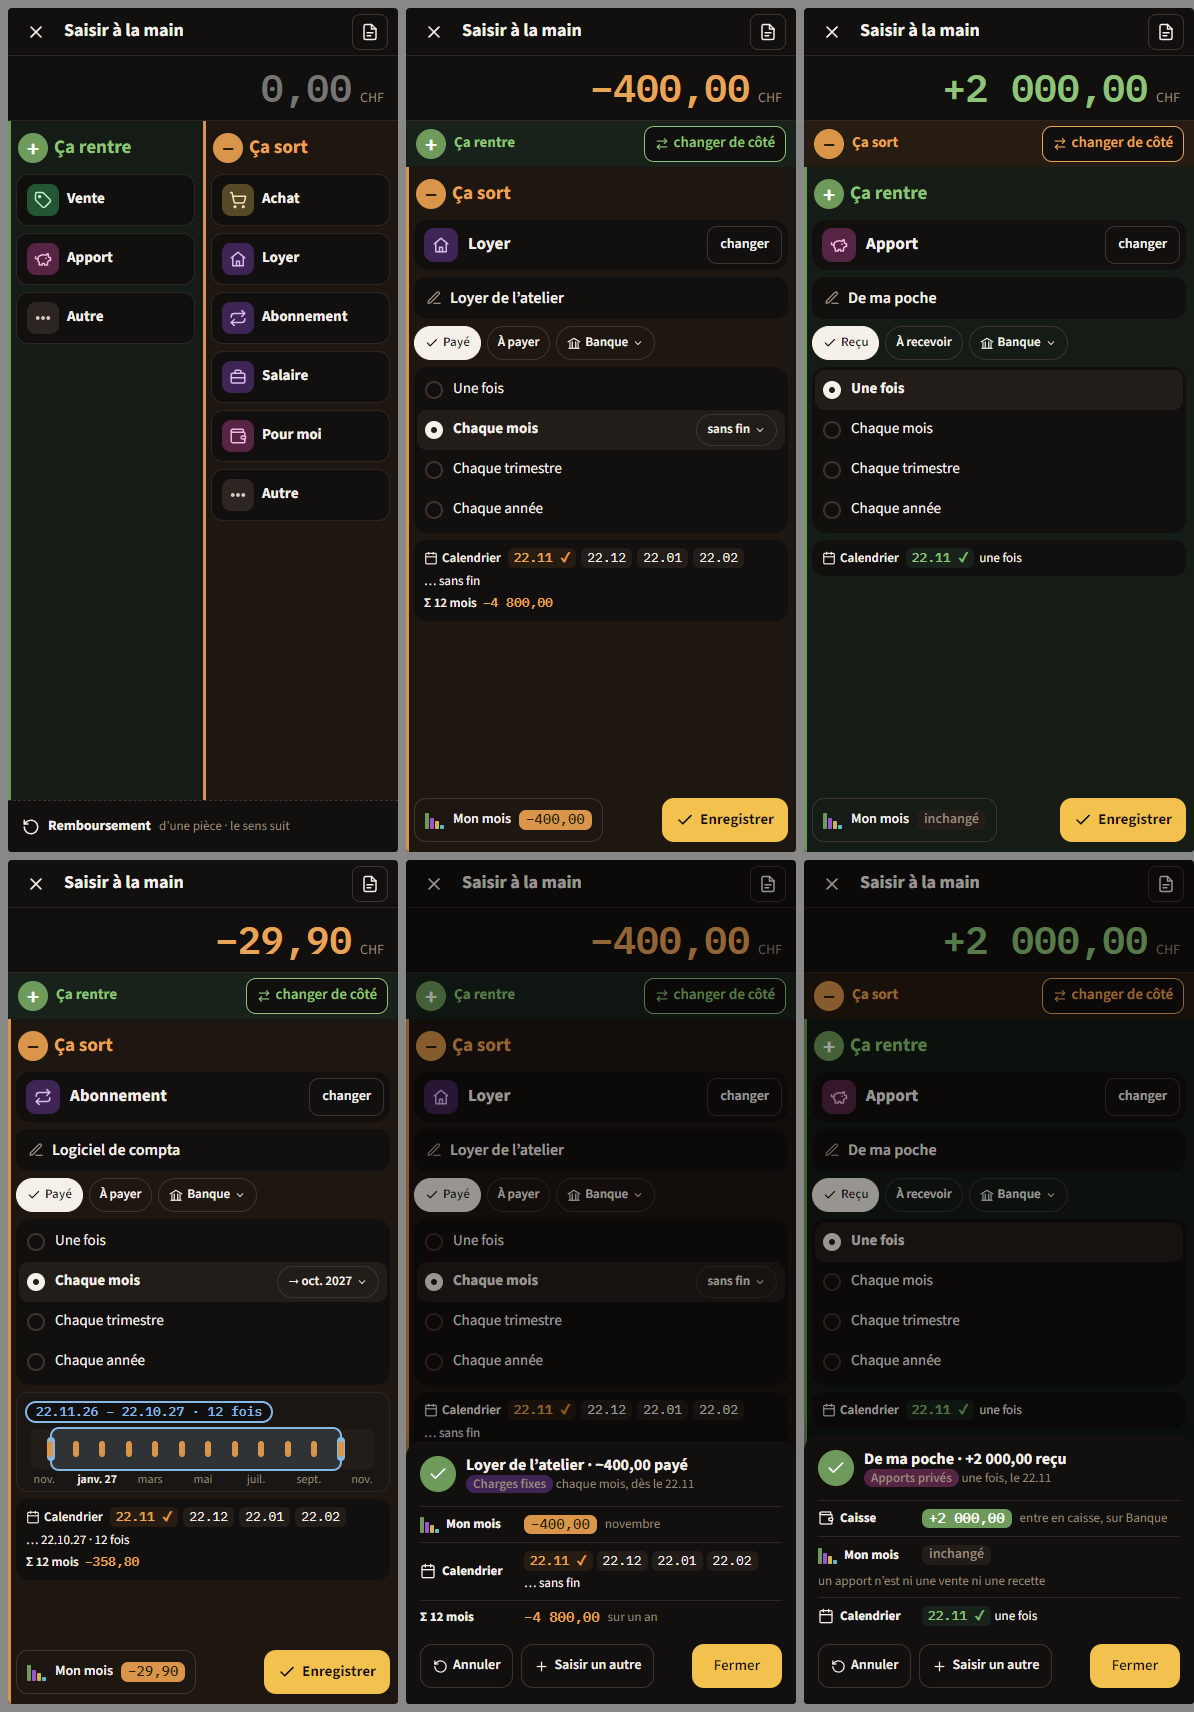 Saisir à la main
0,00 CHF
Ça rentre
Vente
Apport
Autre
Ça sort
Achat
Loyer
Abonnement
Salaire
Pour moi
Autre
Remboursement d’une pièce · le sens suit
Saisir à la main
−400,00 CHF
Ça rentre changer de côté
Ça sort
Loyer changer
Loyer de l’atelier
Payé À payer Banque
Une fois
Chaque mois sans fin
Chaque trimestre
Chaque année
Calendrier 22.11 ✓ 22.12 22.01 22.02
… sans fin
Σ 12 mois −4 800,00
Mon mois −400,00 Enregistrer
Saisir à la main
+2 000,00 CHF
Ça sort changer de côté
Ça rentre
Apport changer
De ma poche
Reçu À recevoir Banque
Une fois
Chaque mois
Chaque trimestre
Chaque année
Calendrier 22.11 ✓ une fois
Mon mois inchangé Enregistrer
Saisir à la main
−29,90 CHF
Ça rentre changer de côté
Ça sort
Abonnement changer
Logiciel de compta
Payé À payer Banque
Une fois
Chaque mois → oct. 2027
Chaque trimestre
Chaque année
22.11.26 – 22.10.27 · 12 fois
nov. janv. 27 mars mai juil. sept. nov.
Calendrier 22.11 ✓ 22.12 22.01 22.02
… 22.10.27 · 12 fois
Σ 12 mois −358,80
Mon mois −29,90 Enregistrer
Saisir à la main
−400,00 CHF
Ça rentre changer de côté
Ça sort
Loyer changer
Loyer de l’atelier
Payé À payer Banque
Une fois
Chaque mois sans fin
Chaque trimestre
Chaque année
Calendrier 22.11 ✓ 22.12 22.01 22.02
… sans fin
Loyer de l’atelier · −400,00 payé
Charges fixes chaque mois, dès le 22.11
Mon mois −400,00 novembre
Calendrier 22.11 ✓ 22.12 22.01 22.02
… sans fin
Σ 12 mois −4 800,00 sur un an
Annuler Saisir un autre Fermer
Saisir à la main
+2 000,00 CHF
Ça sort changer de côté
Ça rentre
Apport changer
De ma poche
Reçu À recevoir Banque
Une fois
Chaque mois
Chaque trimestre
Chaque année
Calendrier 22.11 ✓ une fois
De ma poche · +2 000,00 reçu
Apports privés une fois, le 22.11
Caisse +2 000,00 entre en caisse, sur Banque
Mon mois inchangé
un apport n’est ni une vente ni une recette
Calendrier 22.11 ✓ une fois
Annuler Saisir un autre Fermer